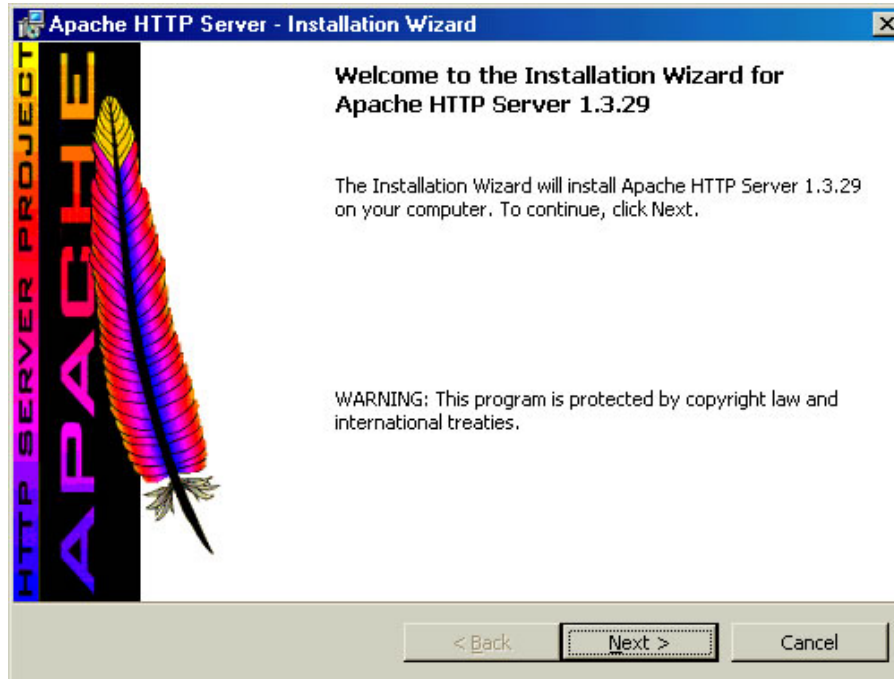 Apache HTTP Server - Installation Wizard
HTTP SERVER PROJECT
APACHE
Welcome to the Installation Wizard for
Apache HTTP Server 1.3.29
The Installation Wizard will install Apache HTTP Server 1.3.29
on your computer. To continue, click Next.
WARNING: This program is protected by copyright law and
international treaties.
< Back
Next >
Cancel